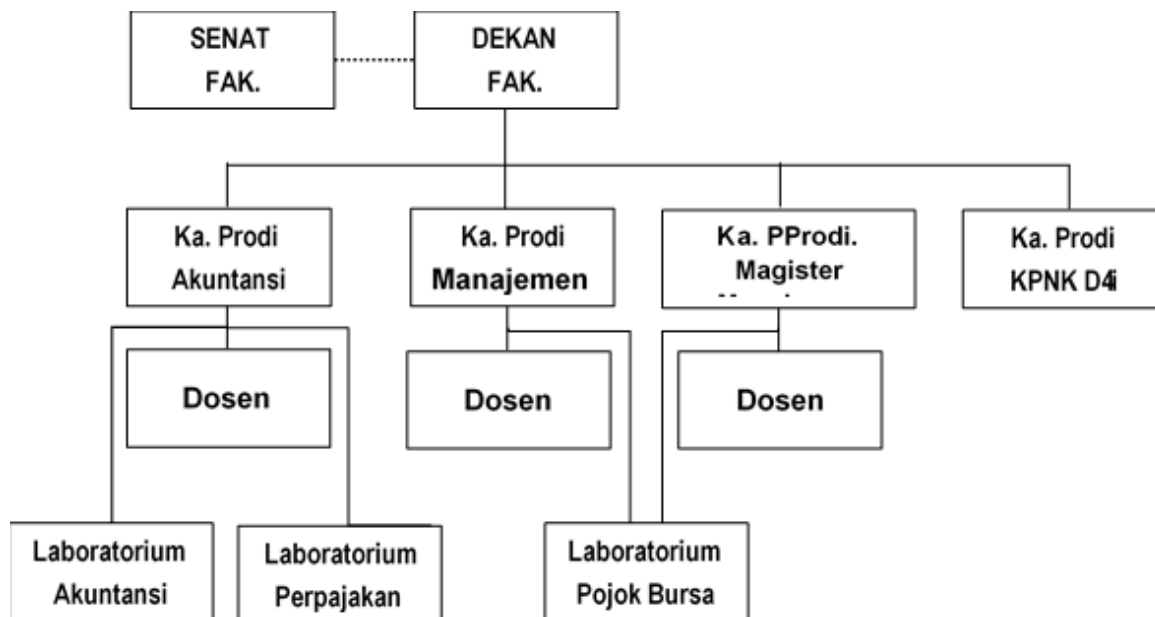 SENAT
FAK.
DEKAN
FAK.
Ka. Prodi
Akuntansi
Ka. Prodi
Manajemen
Ka. PProdi.
Magister
Ka. Prodi
KPNK D4i
Dosen
Dosen
Dosen
Laboratorium
Akuntansi
Laboratorium
Perpajakan
Laboratorium
Pojok Bursa